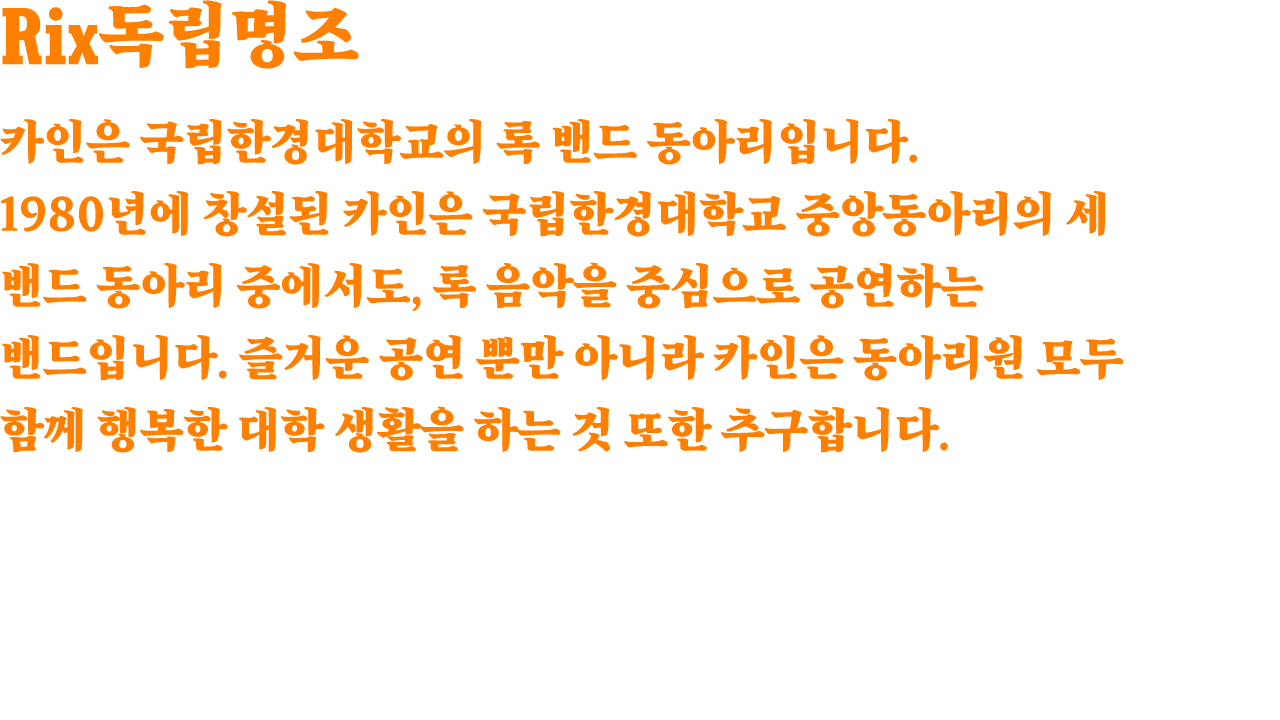 Rix독립명조
카인은 국립한경대학교의 록 밴드 동아리입니다.
1980년에 창설된 카인은 국립한경대학교 중앙동아리의 세
밴드 동아리 중에서도, 록 음악을 중심으로 공연하는
밴드입니다. 즐거운 공연 뿐만 아니라 카인은 동아리원 모두
함께 행복한 대학 생활을 하는 것 또한 추구합니다.